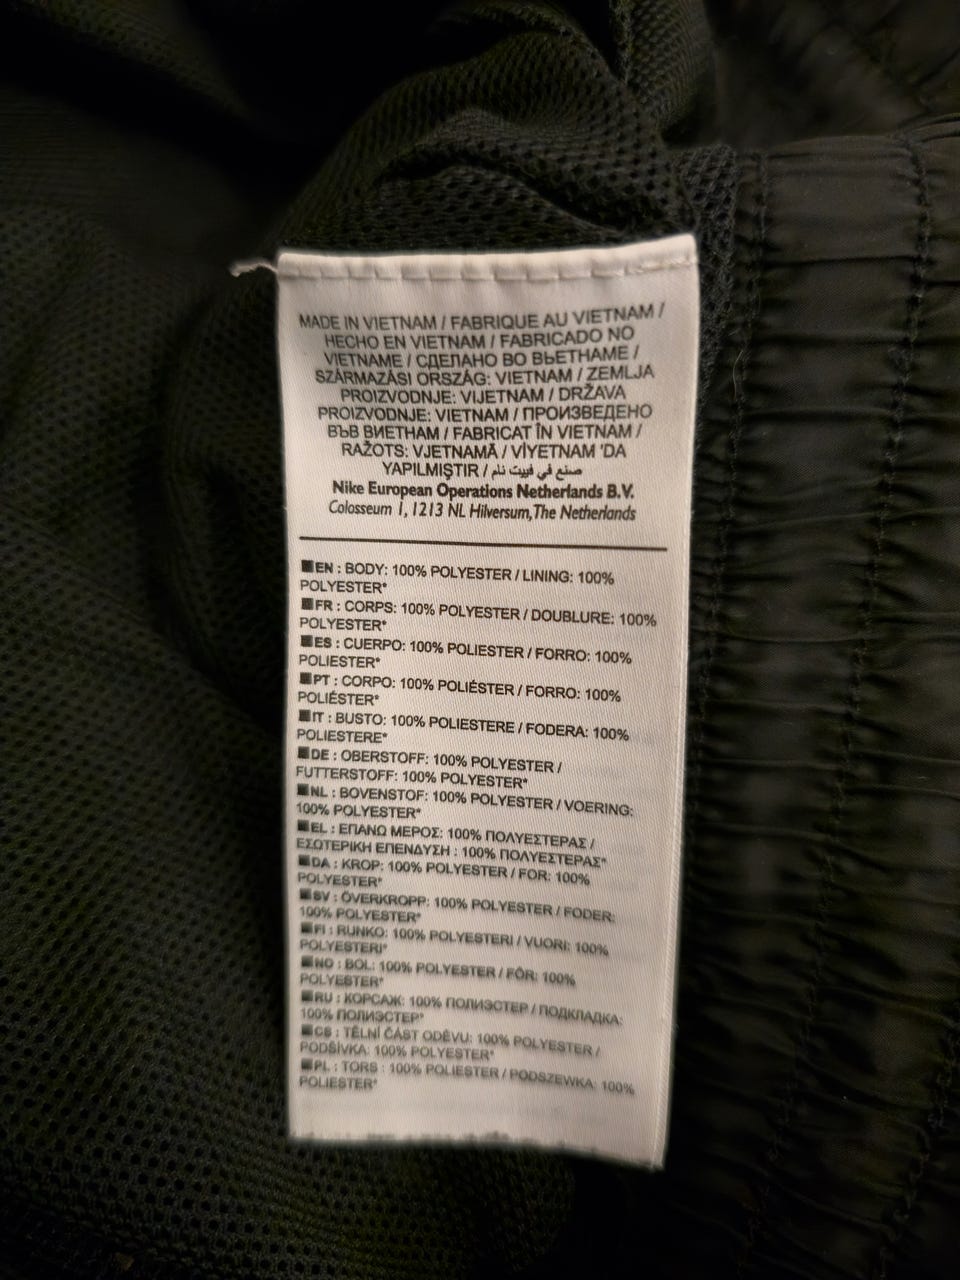 MADE IN VIETNAM / FABRIQUE AU VIETNAM /
HECHO EN VIETNAM / FABRICADO NO
VIETNAME / СДЕЛАНО ВО ВЬЕТНАМЕ /
SZÁRMAZÁSI ORSZÁG: VIETNAM / ZEMLJA
PROIZVODNJE: VIJETNAM / DRŽAVA
PROIZVODNJE: VIETNAM / ПРОИЗВЕДЕНО
ВЪВ ВИЕТНАМ / FABRICAT ÎN VIETNAM /
RAŽOTS: VJETNAMĀ / VİYETNAM 'DA
YAPILMIŞTIR / صنع في فييت نام
Nike European Operations Netherlands B.V.
Colosseum 1, 1213 NL Hilversum, The Netherlands
EN : BODY: 100% POLYESTER / LINING: 100%
POLYESTER*
FR : CORPS: 100% POLYESTER / DOUBLURE: 100%
POLYESTER*
ES : CUERPO: 100% POLIESTER / FORRO: 100%
POLIESTER*
PT : CORPO: 100% POLIÉSTER / FORRO: 100%
POLIÉSTER*
IT : BUSTO: 100% POLIESTERE / FODERA: 100%
POLIESTERE*
DE : OBERSTOFF: 100% POLYESTER /
FUTTERSTOFF: 100% POLYESTER*
NL : BOVENSTOF: 100% POLYESTER / VOERING:
100% POLYESTER*
EL : ΕΠΑΝΩ ΜΕΡΟΣ: 100% ΠΟΛΥΕΣΤΕΡΑΣ /
ΕΣΩΤΕΡΙΚΗ ΕΠΕΝΔΥΣΗ : 100% ΠΟΛΥΕΣΤΕΡΑΣ*
DA : KROP: 100% POLYESTER / FOR: 100%
POLYESTER*
SV : ÖVERKROPP: 100% POLYESTER / FODER:
100% POLYESTER*
FI : RUNKO: 100% POLYESTERI / VUORI: 100%
POLYESTERI*
NO : BOL: 100% POLYESTER / FÔR: 100%
POLYESTER*
RU : КОРСАЖ: 100% ПОЛИЭСТЕР / ПОДКЛАДКА:
100% ПОЛИЭСТЕР*
CS : TĚLNÍ ČÁST ODĚVU: 100% POLYESTER /
PODŠÍVKA: 100% POLYESTER*
PL : TORS : 100% POLIESTER / PODSZEWKA: 100%
POLIESTER*